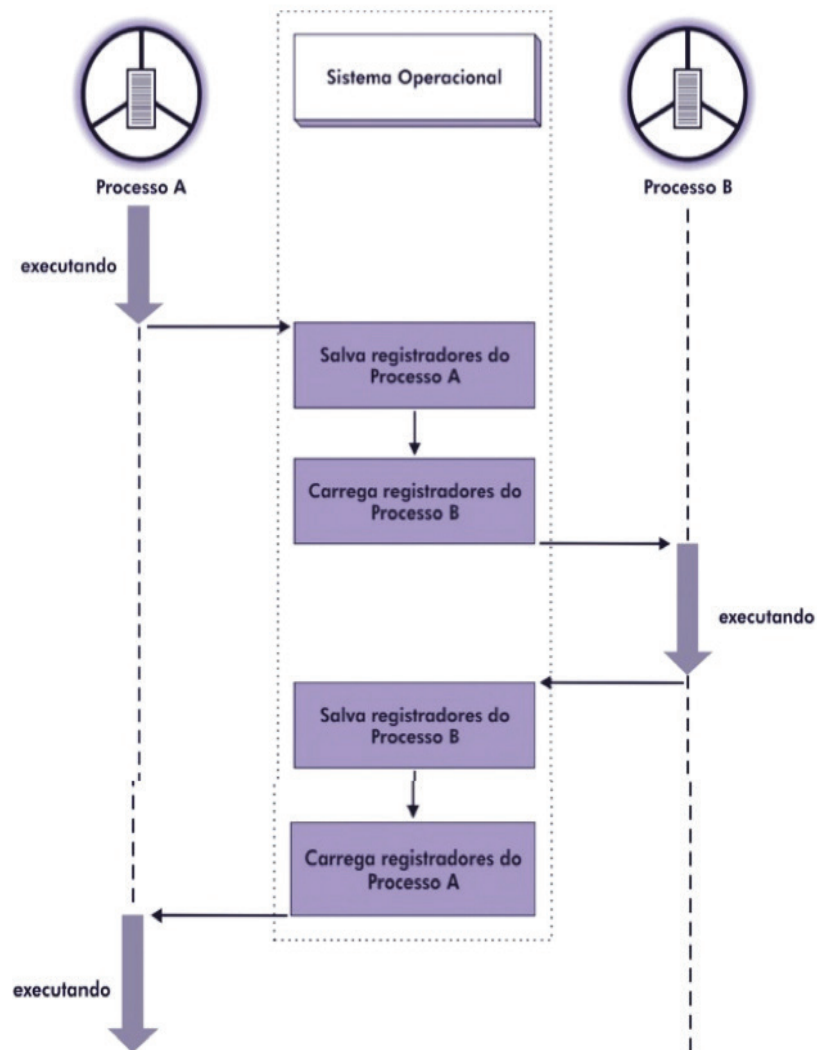 Sistema Operacional
Processo A
Processo B
executando
Salva registradores do
Processo A
Carrega registradores do
Processo B
executando
Salva registradores do
Processo B
Carrega registradores do
Processo A
executando